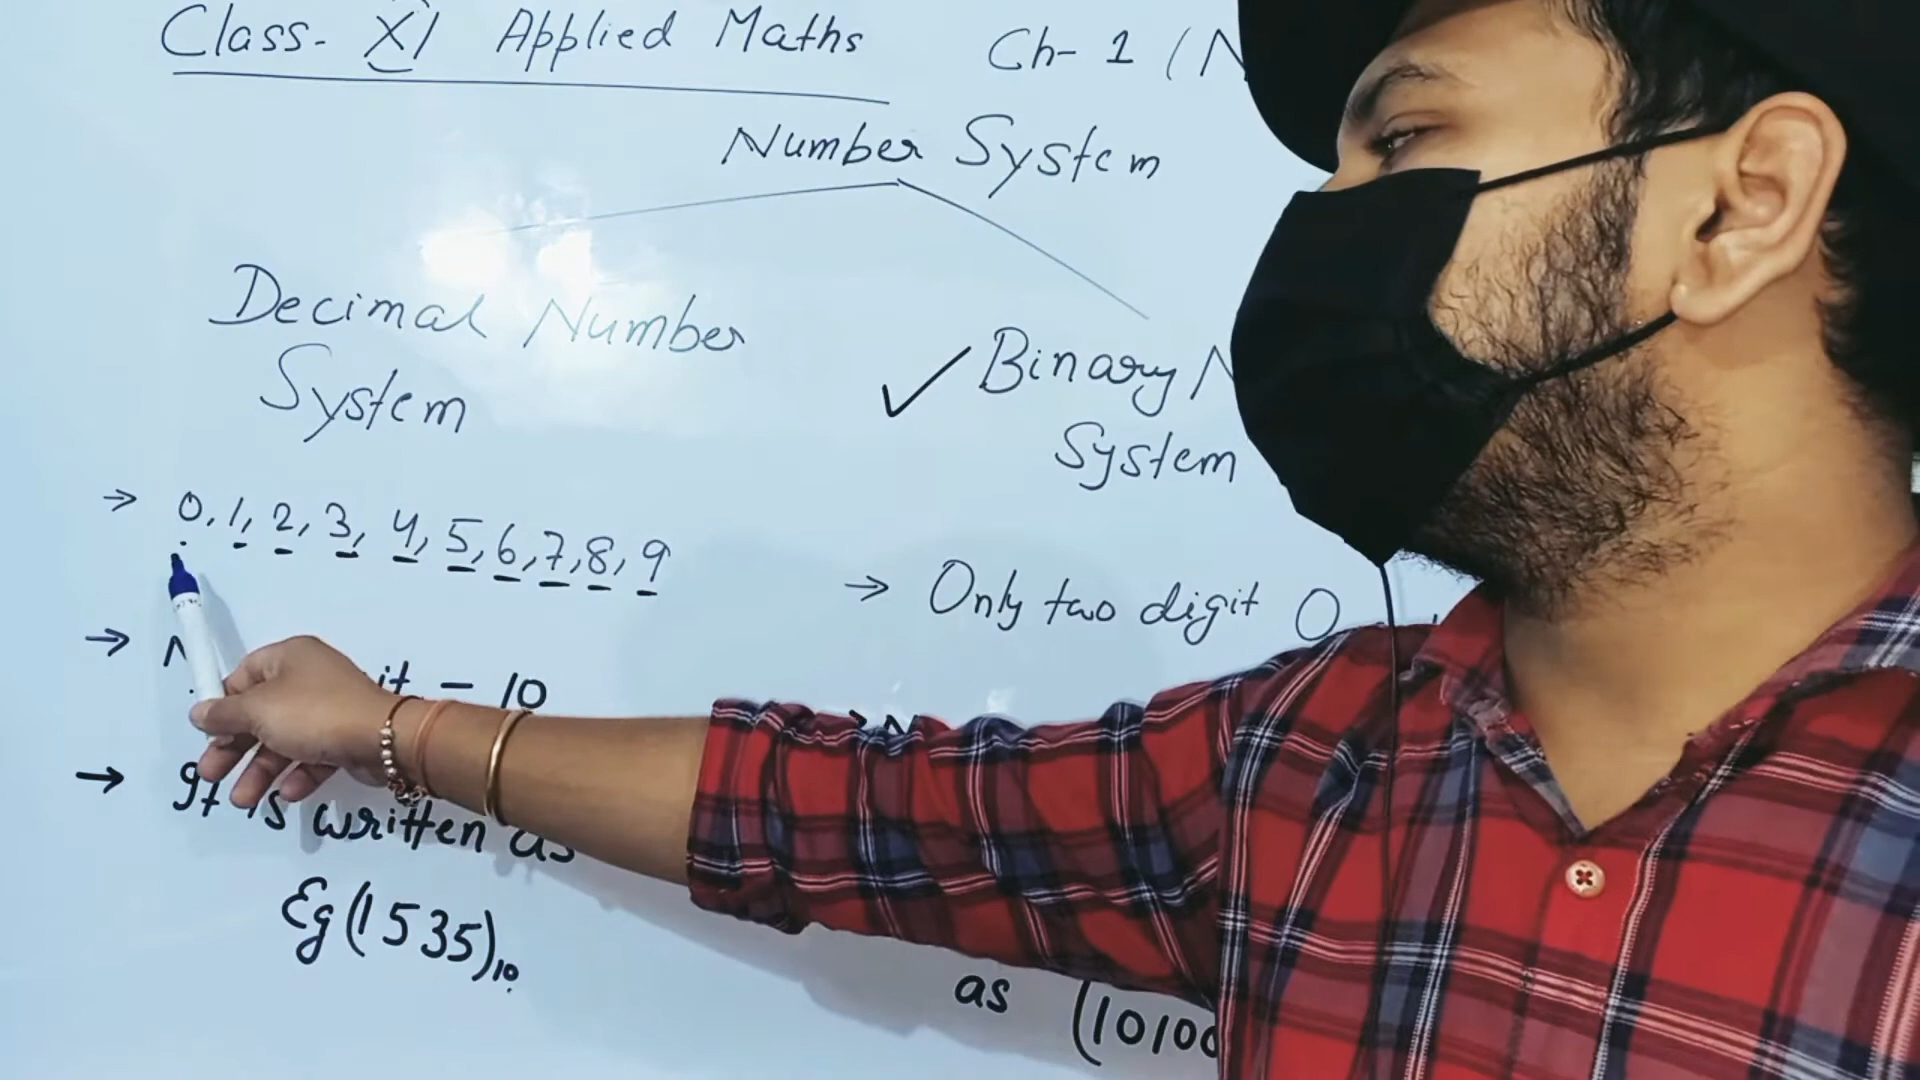 Class- XI Applied Maths Ch- 1 (N
Number System
Decimal Number
System
✓ Binary N
System
→ 0, 1, 2, 3, 4, 5, 6, 7, 8, 9
→ - 10
→ It is written as
Eg (1535)10
→ Only two digit 0
as (10100